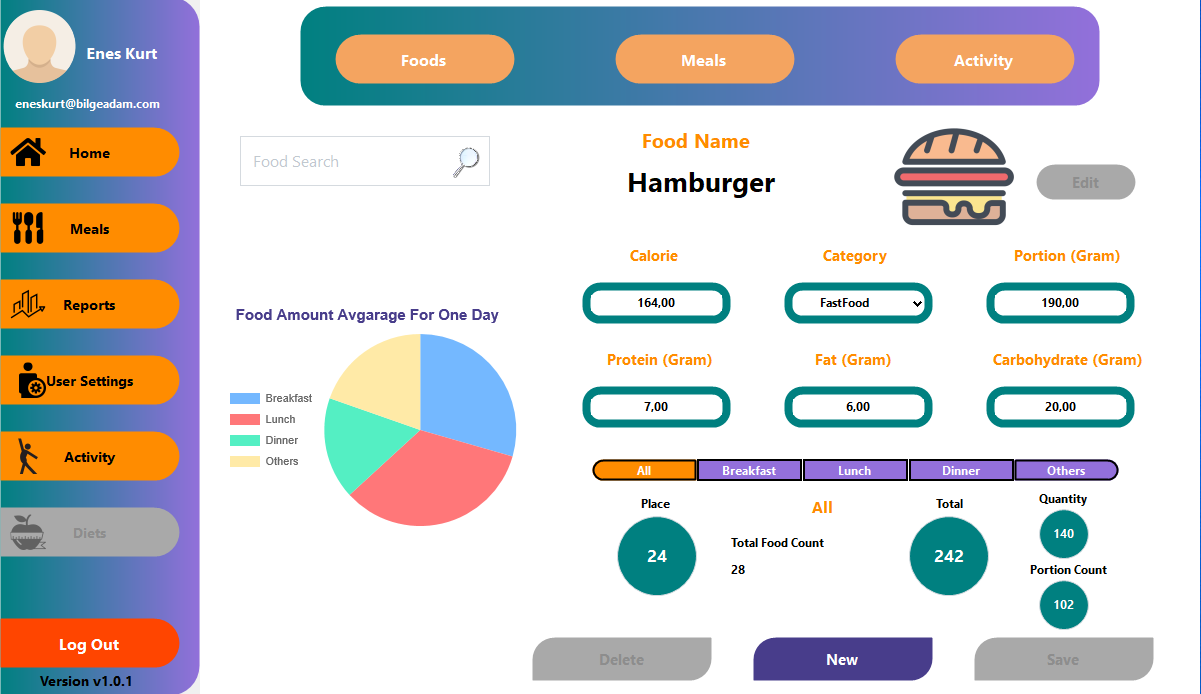 Enes Kurt
eneskurt@bilgeadam.com
Home
Meals
Reports
User Settings
Activity
Diets
Log Out
Version v1.0.1
Foods
Meals
Activity
Food Search
Food Name
Hamburger
Edit
Calorie
Category
Portion (Gram)
164,00
FastFood
190,00
Protein (Gram)
Fat (Gram)
Carbohydrate (Gram)
7,00
6,00
20,00
Food Amount Avgarage For One Day
Breakfast
Lunch
Dinner
Others
All
Breakfast
Lunch
Dinner
Others
Place
24
All
Total Food Count
28
Total
242
Quantity
140
Portion Count
102
Delete
New
Save